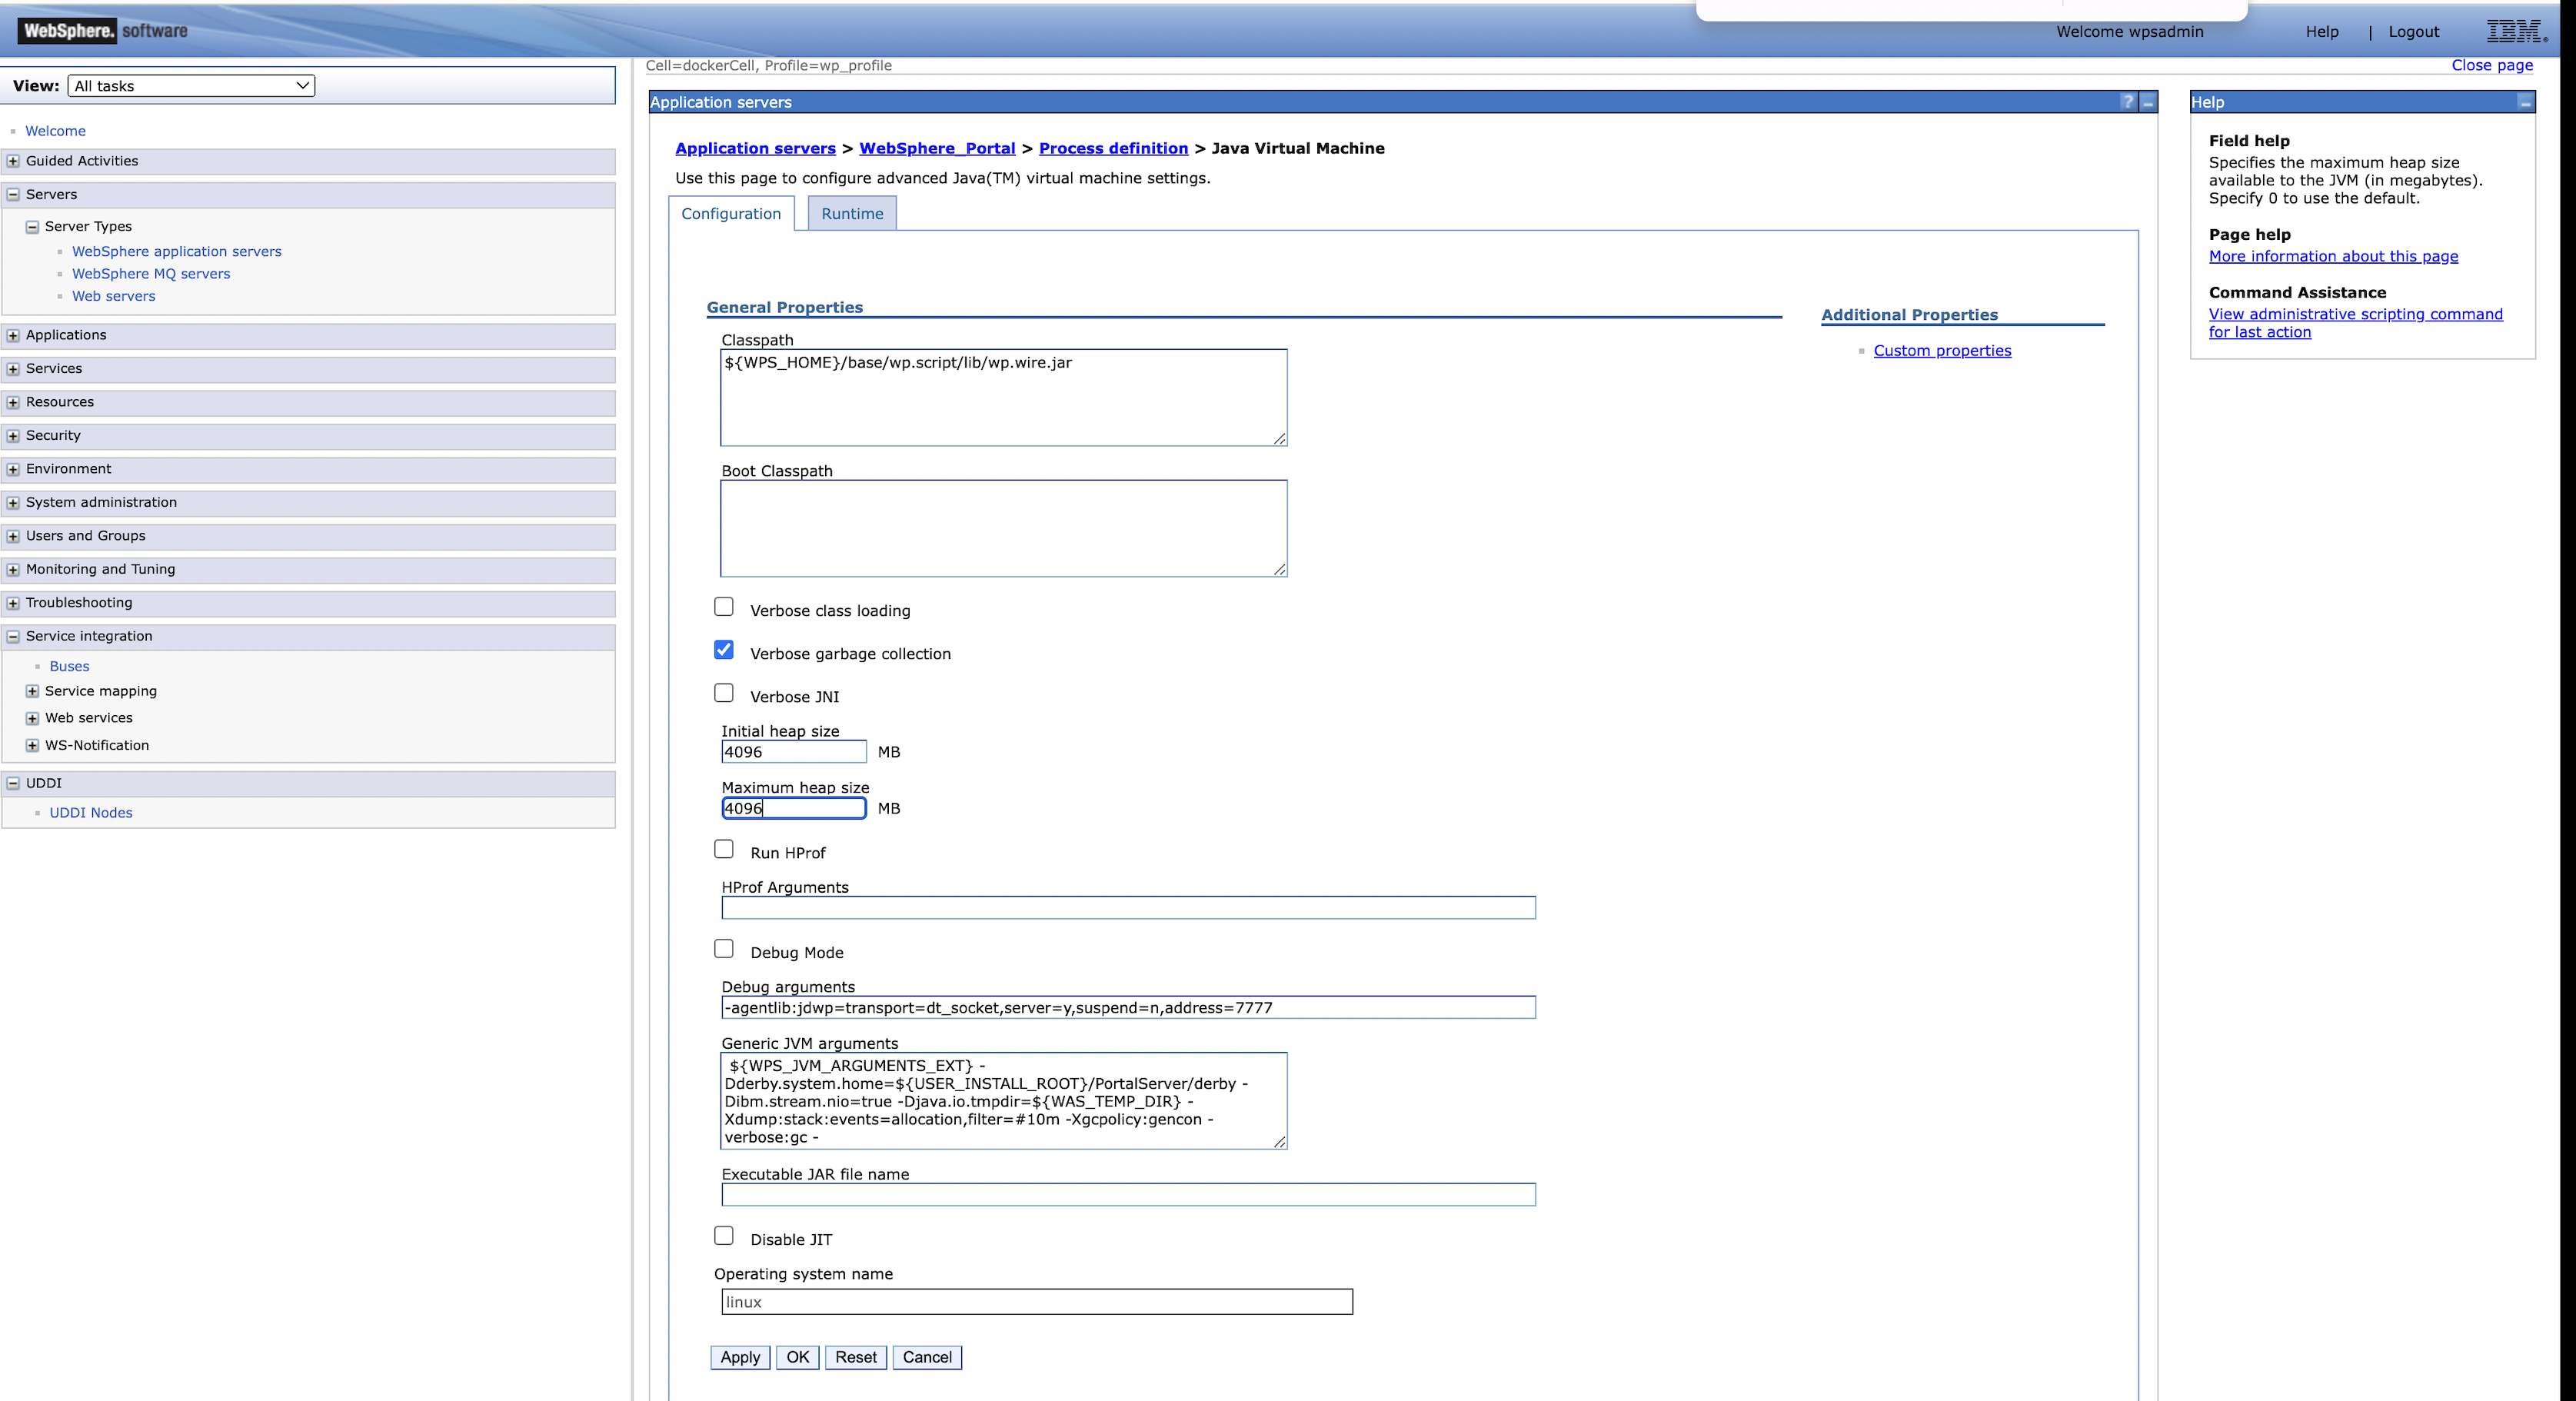 WebSphere. software
Welcome wpsadmin
Help | Logout
IBM.
View: All tasks
Welcome
Guided Activities
Servers
Server Types
WebSphere application servers
WebSphere MQ servers
Web servers
Applications
Services
Resources
Security
Environment
System administration
Users and Groups
Monitoring and Tuning
Troubleshooting
Service integration
Buses
Service mapping
Web services
WS-Notification
UDDI
UDDI Nodes
Cell=dockerCell, Profile=wp_profile
Close page
Application servers
?
Application servers > WebSphere_Portal > Process definition > Java Virtual Machine
Use this page to configure advanced Java(TM) virtual machine settings.
Configuration
Runtime
General Properties
Classpath
${WPS_HOME}/base/wp.script/lib/wp.wire.jar
Boot Classpath
Verbose class loading
Verbose garbage collection
Verbose JNI
Initial heap size
4096 MB
Maximum heap size
4096 MB
Run HProf
HProf Arguments
Debug Mode
Debug arguments
-agentlib:jdwp=transport=dt_socket,server=y,suspend=n,address=7777
Generic JVM arguments
${WPS_JVM_ARGUMENTS_EXT} -
Dderby.system.home=${USER_INSTALL_ROOT}/PortalServer/derby -
Dibm.stream.nio=true -Djava.io.tmpdir=${WAS_TEMP_DIR} -
Xdump:stack:events=allocation,filter=#10m -Xgcpolicy:gencon -
verbose:gc -
Executable JAR file name
Disable JIT
Operating system name
linux
Apply OK Reset Cancel
Additional Properties
Custom properties
Help
Field help
Specifies the maximum heap size
available to the JVM (in megabytes).
Specify 0 to use the default.
Page help
More information about this page
Command Assistance
View administrative scripting command
for last action